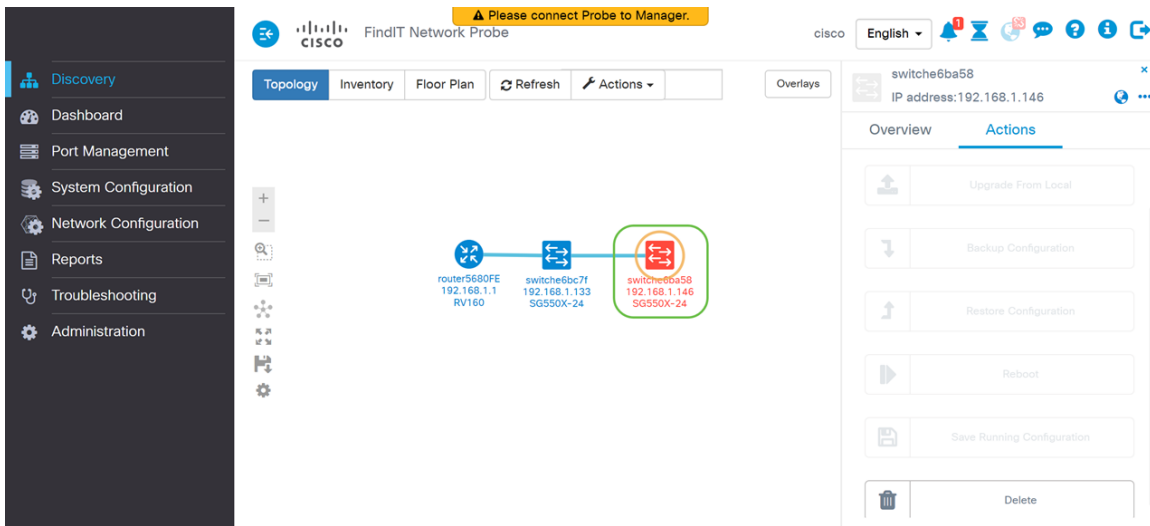 Please connect Probe to Manager.
CISCO
FindIT Network Probe
cisco
English
1
Discovery
Dashboard
Port Management
System Configuration
Network Configuration
Reports
Troubleshooting
Administration
Topology
Inventory
Floor Plan
Refresh
Actions
Overlays
router5680FE
192.168.1.1
RV160
switche6bc7f
192.168.1.133
SG550X-24
switche6ba58
192.168.1.146
SG550X-24
switche6ba58
IP address:192.168.1.146
Overview
Actions
Upgrade From Local
Backup Configuration
Restore Configuration
Reboot
Save Running Configuration
Delete